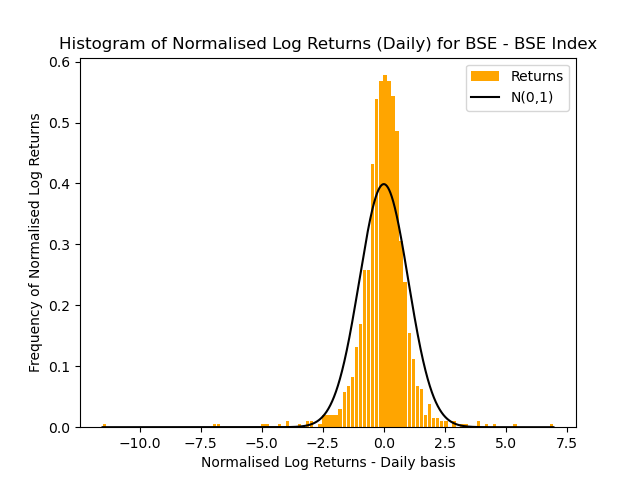 Histogram of Normalised Log Returns (Daily) for BSE - BSE Index
Returns
N(0,1)
Frequency of Normalised Log Returns
0.6
0.5
0.4
0.3
0.2
0.1
0.0
−10.0 −7.5 −5.0 −2.5 0.0 2.5 5.0 7.5
Normalised Log Returns - Daily basis